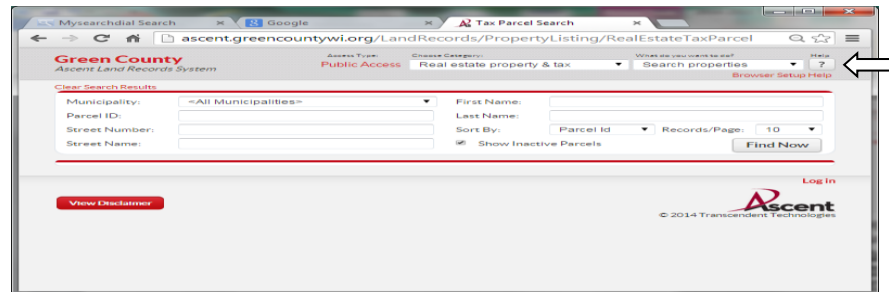 Mysearchdial Search × Google × Tax Parcel Search ×
ascent.greencountywi.org/LandRecords/PropertyListing/RealEstateTaxParcel
Green County
Ascent Land Records System
Access Type: Choose Category: What do you want to do? Help
Public Access Real estate property & tax Search properties ?
Browser Setup Help
Clear Search Results
Municipality: <All Municipalities> First Name:
Parcel ID: Last Name:
Street Number: Sort By: Parcel Id Records/Page: 10
Street Name: Show Inactive Parcels Find Now
Log in
View Disclaimer
Ascent
© 2014 Transcendent Technologies